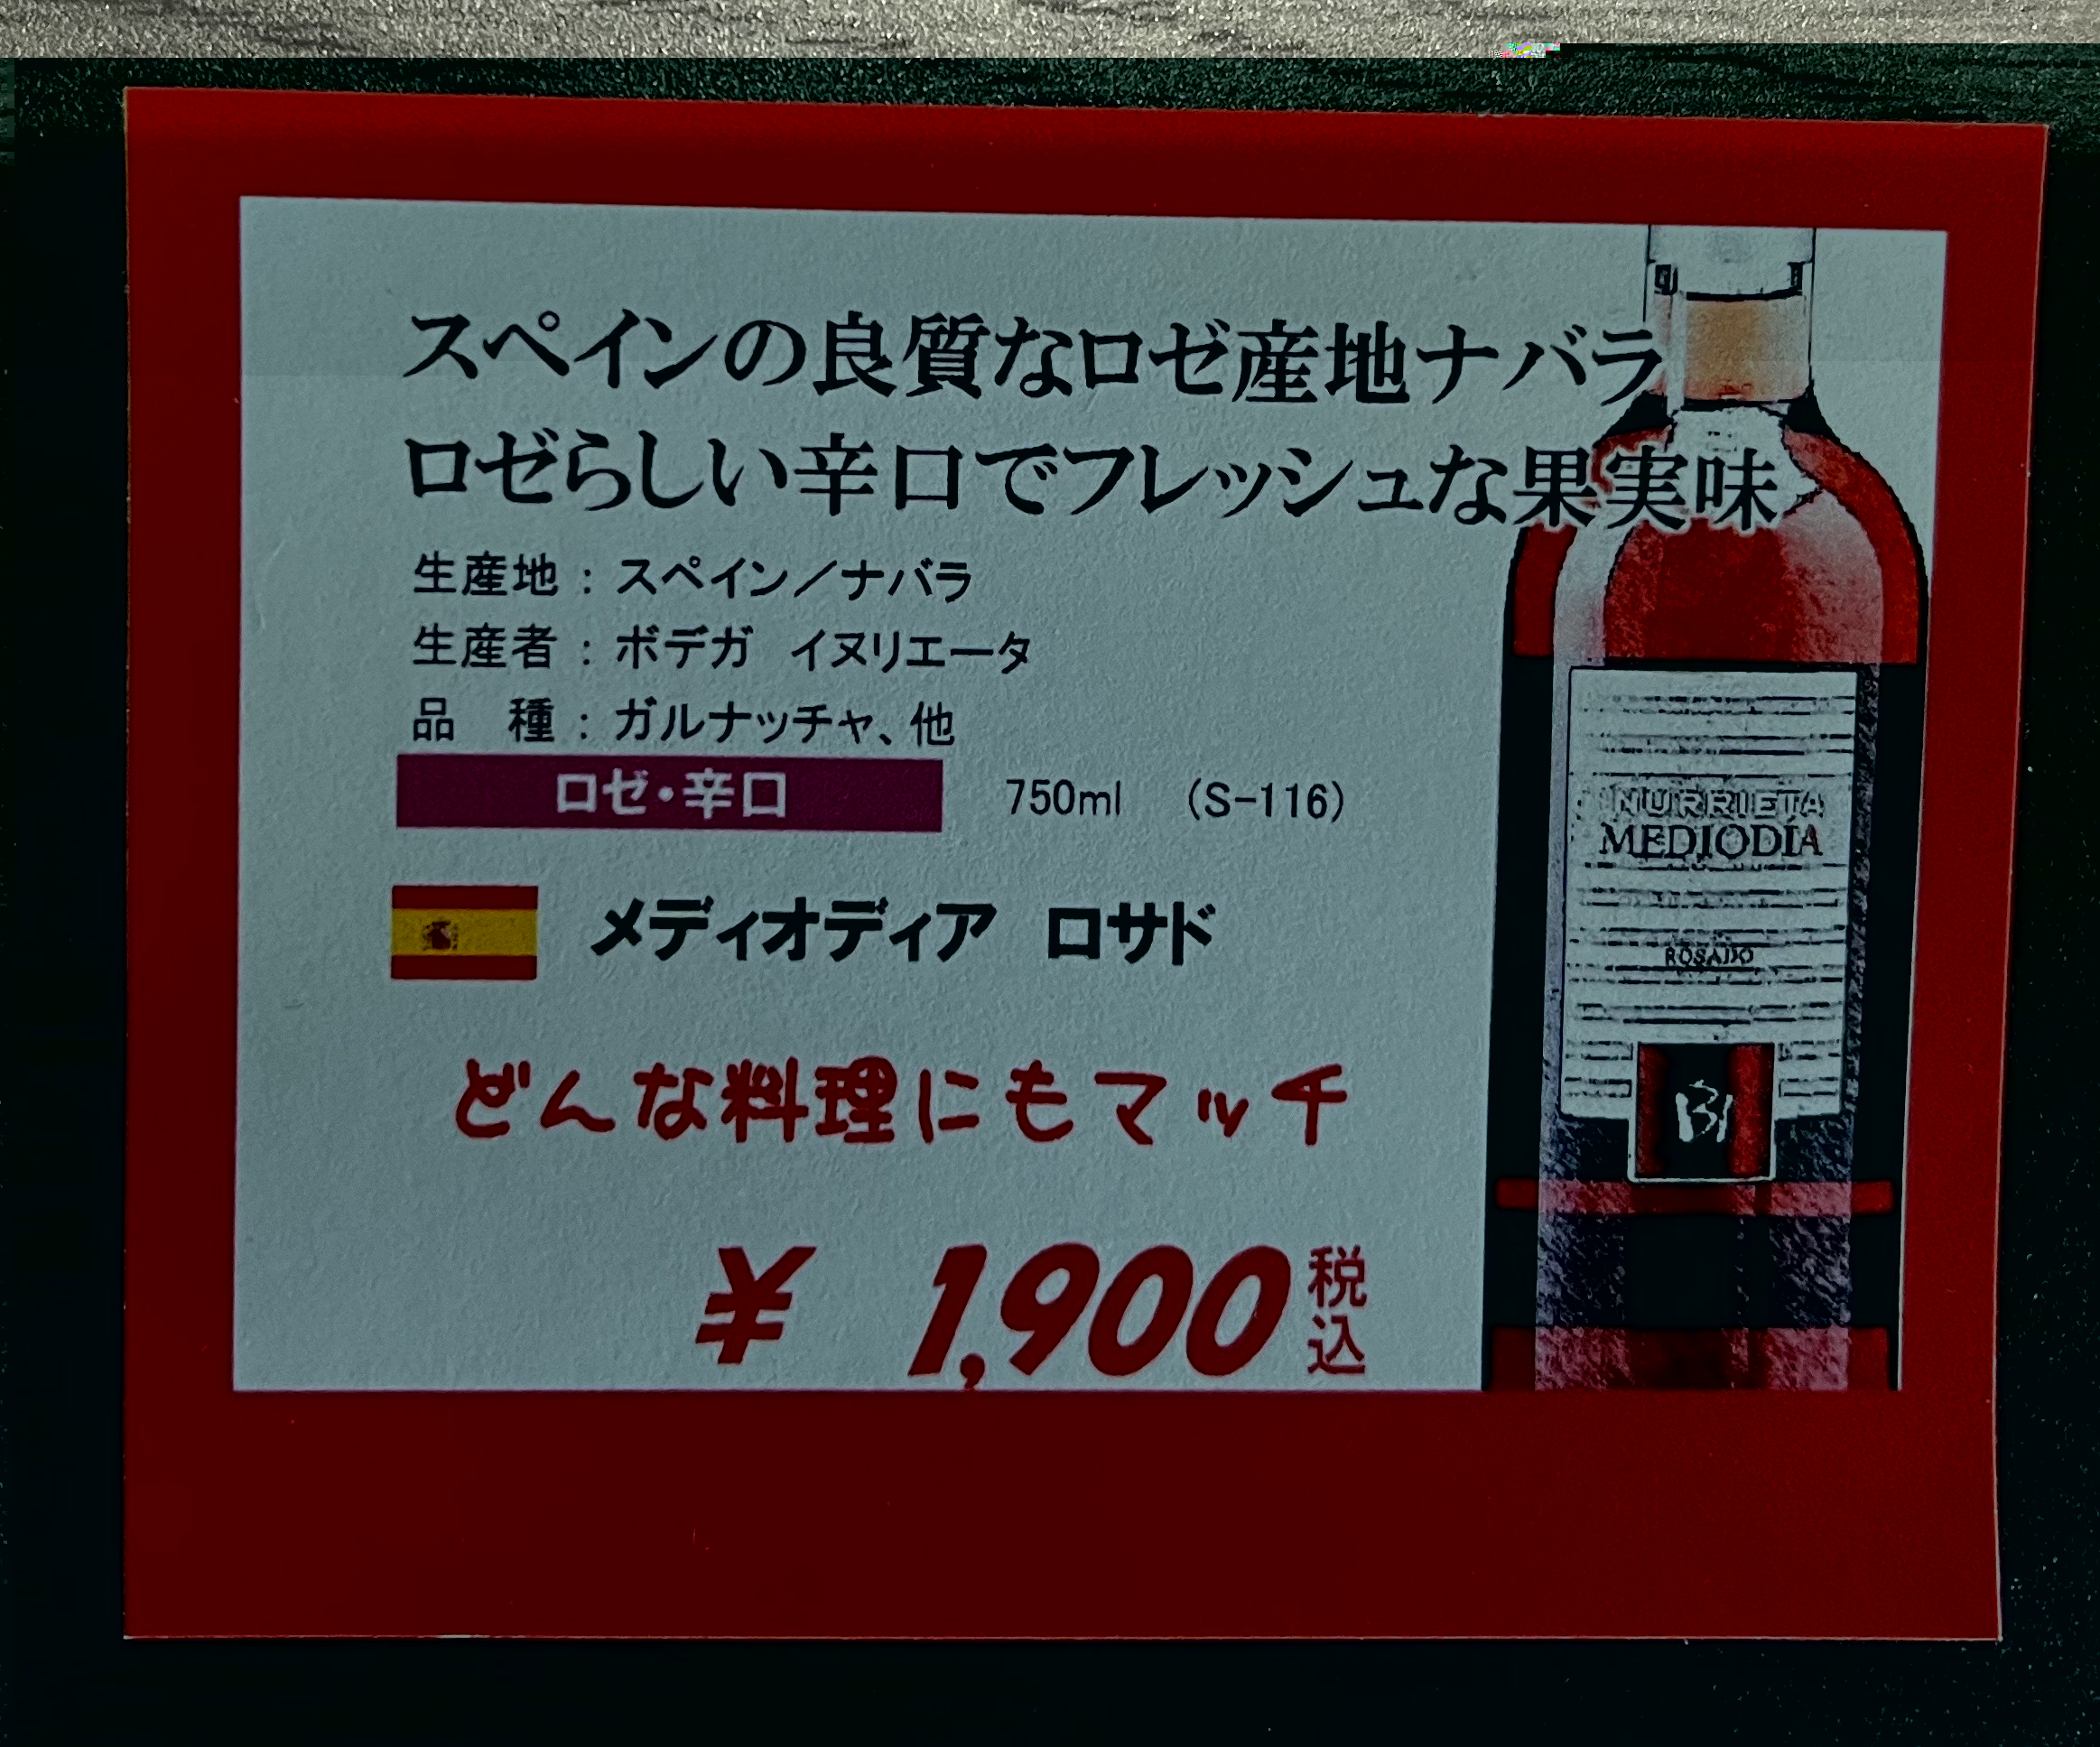 スペインの良質なロゼ産地ナバラ
ロゼらしい辛口でフレッシュな果実味
生産地：スペイン／ナバラ
生産者：ボデガ　イヌリエータ
品　種：ガルナッチャ、他
ロゼ・辛口　750ml　（S-116）
メディオディア　ロサド
どんな料理にもマッチ
￥ 1,900 税込
INURRIETA
MEDIODIA
ROSADO